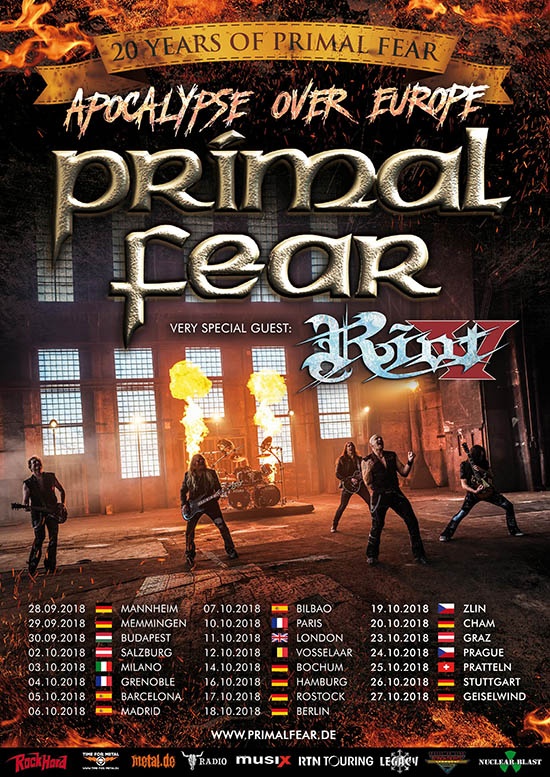 20 YEARS OF PRIMAL FEAR
APOCALYPSE OVER EUROPE
PRIMAL
FEAR
VERY SPECIAL GUEST:
Riot V
28.09.2018 MANNHEIM
29.09.2018 MEMMINGEN
30.09.2018 BUDAPEST
02.10.2018 SALZBURG
03.10.2018 MILANO
04.10.2018 GRENOBLE
05.10.2018 BARCELONA
06.10.2018 MADRID
07.10.2018 BILBAO
10.10.2018 PARIS
11.10.2018 LONDON
12.10.2018 VOSSELAAR
14.10.2018 BOCHUM
16.10.2018 HAMBURG
17.10.2018 ROSTOCK
18.10.2018 BERLIN
19.10.2018 ZLIN
20.10.2018 CHAM
23.10.2018 GRAZ
24.10.2018 PRAGUE
25.10.2018 PRATTELN
26.10.2018 STUTTGART
27.10.2018 GEISELWIND
WWW.PRIMALFEAR.DE
RockHard
TIME FOR METAL
metal.de
RADIO
musix
RTN TOURING
LEGACY
NUCLEAR BLAST